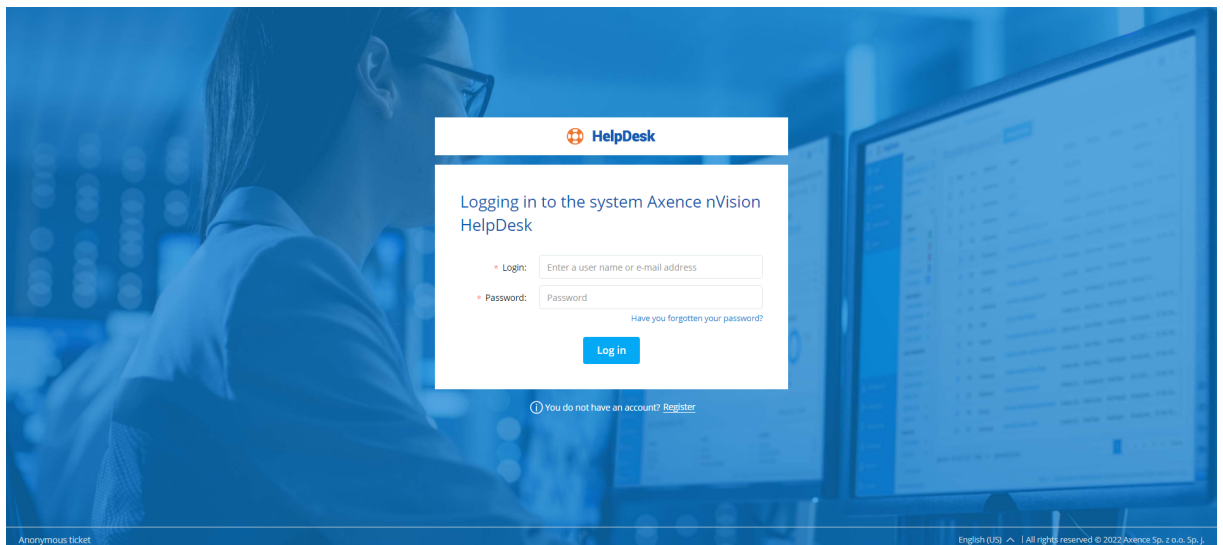 HelpDesk
Logging in to the system Axence nVision
HelpDesk
* Login: Enter a user name or e-mail address
* Password: Password
Have you forgotten your password?
Log in
You do not have an account? Register
Anonymous ticket
English (US) | All rights reserved © 2022 Axence Sp. z o.o. Sp. j.